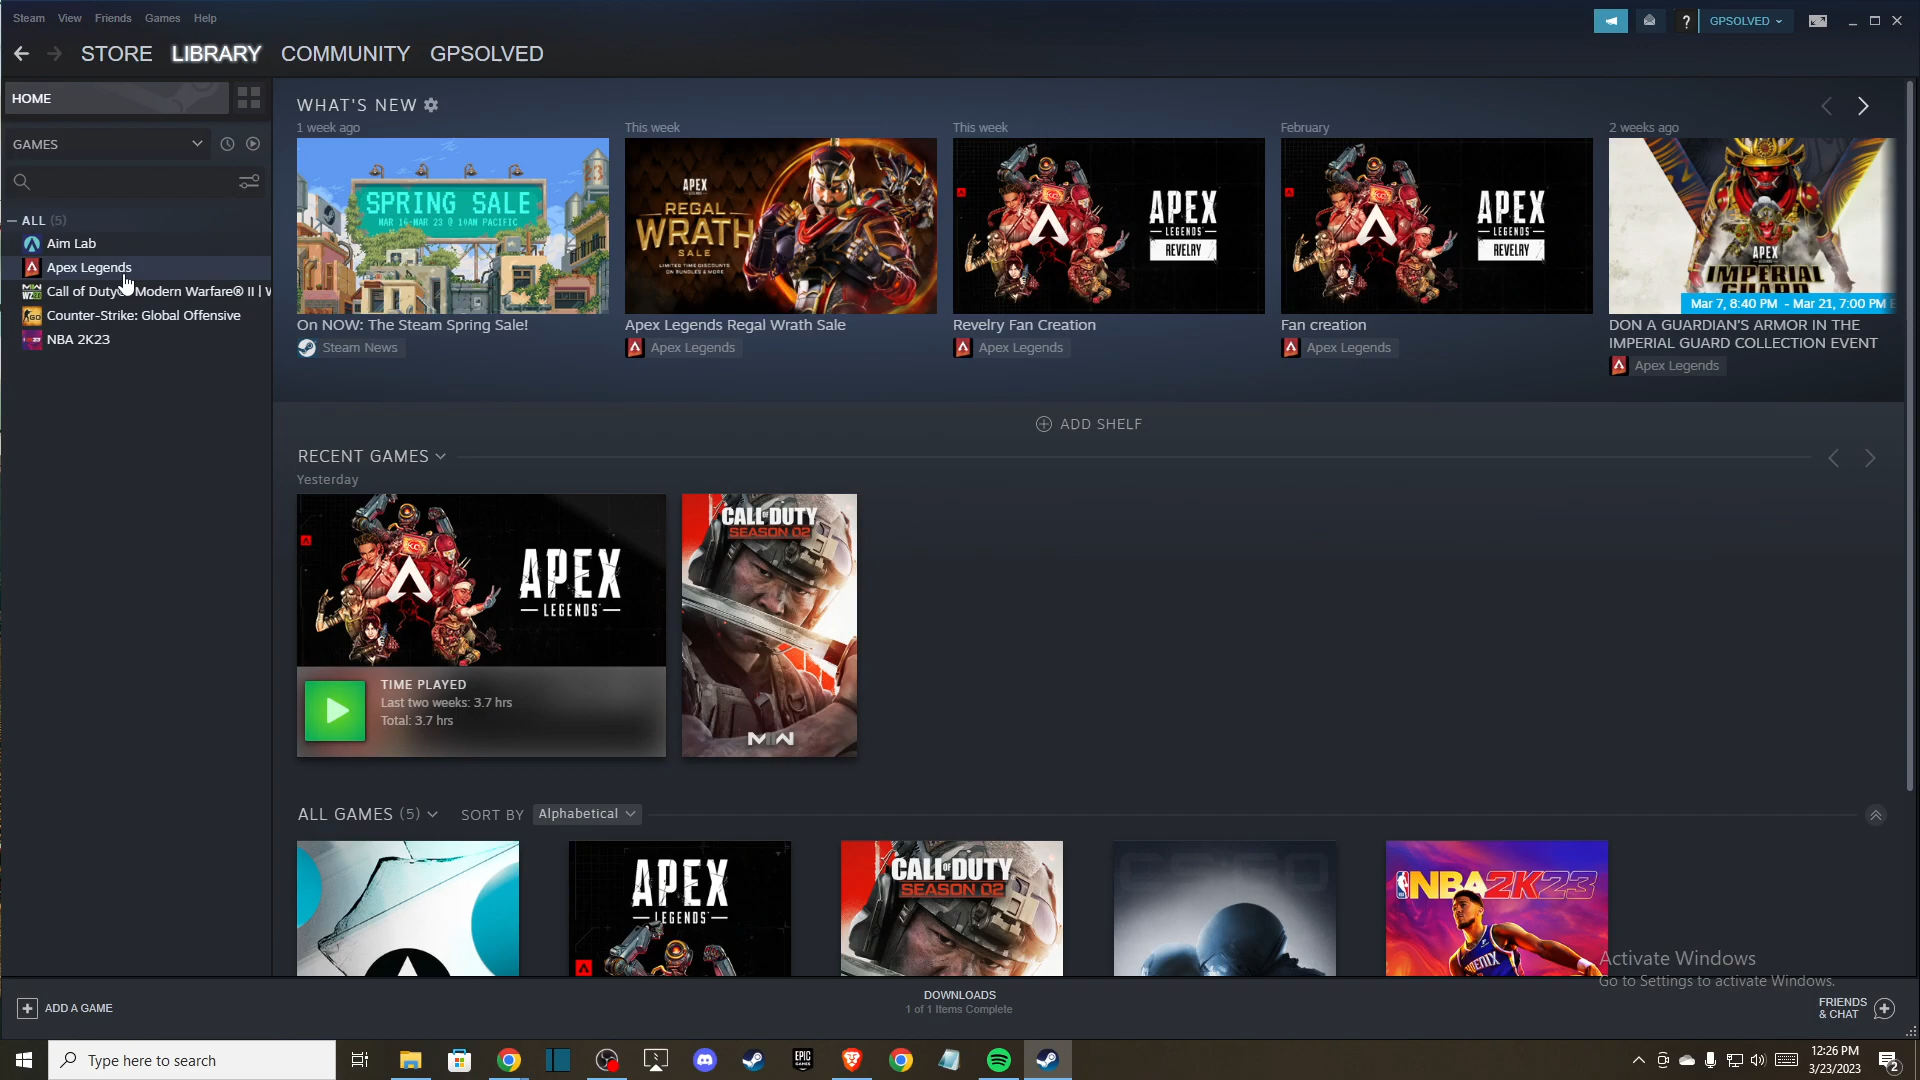 Steam View Friends Games Help
? GPSOLVED
STORE LIBRARY COMMUNITY GPSOLVED
HOME
GAMES
ALL (5)
Aim Lab
Apex Legends
Call of Duty® Modern Warfare® II | W
Counter-Strike: Global Offensive
NBA 2K23
WHAT'S NEW
1 week ago
This week
This week
February
2 weeks ago
SPRING SALE
MAR 16-MAR 23 @ 10AM PACIFIC
APEX
LEGENDS
REGAL
WRATH
SALE
LIMITED TIME DISCOUNTS
ON BUNDLES & MORE
APEX
LEGENDS
REVELRY
APEX
LEGENDS
REVELRY
APEX
LEGENDS
IMPERIAL
GUARD
Mar 7, 8:40 PM - Mar 21, 7:00 PM E
On NOW: The Steam Spring Sale!
Steam News
Apex Legends Regal Wrath Sale
Apex Legends
Revelry Fan Creation
Apex Legends
Fan creation
Apex Legends
DON A GUARDIAN'S ARMOR IN THE
IMPERIAL GUARD COLLECTION EVENT
Apex Legends
ADD SHELF
RECENT GAMES
Yesterday
APEX
LEGENDS
TIME PLAYED
Last two weeks: 3.7 hrs
Total: 3.7 hrs
CALL OF DUTY
SEASON 02
MW
ALL GAMES (5) SORT BY Alphabetical
APEX
LEGENDS
CALL OF DUTY
SEASON 02
CS:GO
NBA 2K23
PHOENIX
Activate Windows
Go to Settings to activate Windows.
ADD A GAME
DOWNLOADS
1 of 1 Items Complete
FRIENDS
& CHAT
Type here to search
EPIC
GAMES
12:26 PM
3/23/2023
2